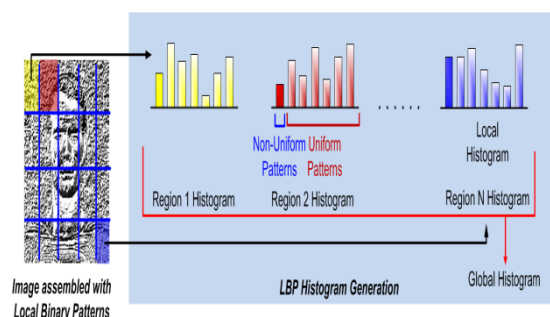 Non-Uniform Uniform
Patterns Patterns
Local
Histogram
Region 1 Histogram Region 2 Histogram Region N Histogram
Global Histogram
Image assembled with
Local Binary Patterns
LBP Histogram Generation